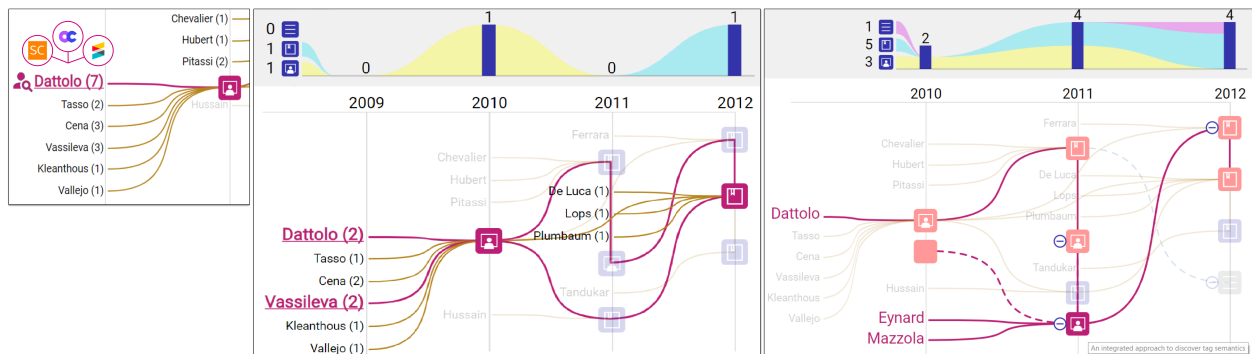 Chevalier (1)
Hubert (1)
Pitassi (2)
SC
Dattolo (7)
Hussain
Tasso (2)
Cena (3)
Vassileva (3)
Kleanthous (1)
Vallejo (1)
0
1
1
0
1
0
1
2009
2010
2011
2012
Ferrara
Chevalier
Hubert
Pitassi
De Luca (1)
Lops (1)
Plumbaum (1)
Dattolo (2)
Tasso (1)
Cena (2)
Vassileva (2)
Tandukar
Hussain
Kleanthous (1)
Vallejo (1)
1
5
3
2
4
4
2010
2011
2012
Ferrara
Chevalier
Hubert
Pitassi
De Luca
Lops
Plumbaum
Dattolo
Tasso
Cena
Vassileva
Kleanthous
Vallejo
Tandukar
Hussain
Eynard
Mazzola
An integrated approach to discover tag semantics